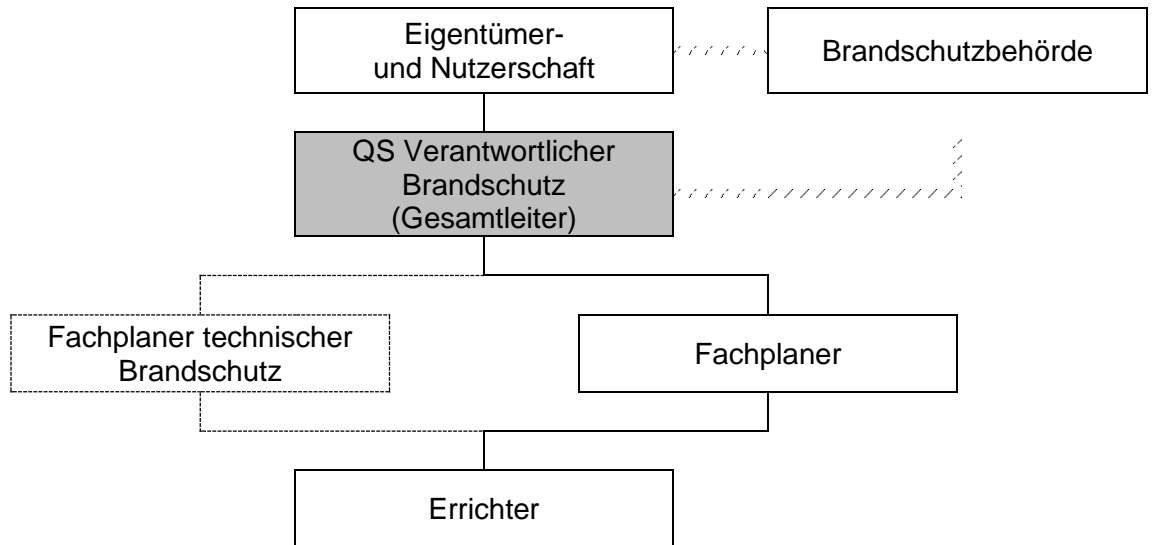 Eigentümer-
und Nutzerschaft
Brandschutzbehörde
QS Verantwortlicher
Brandschutz
(Gesamtleiter)
Fachplaner technischer
Brandschutz
Fachplaner
Errichter